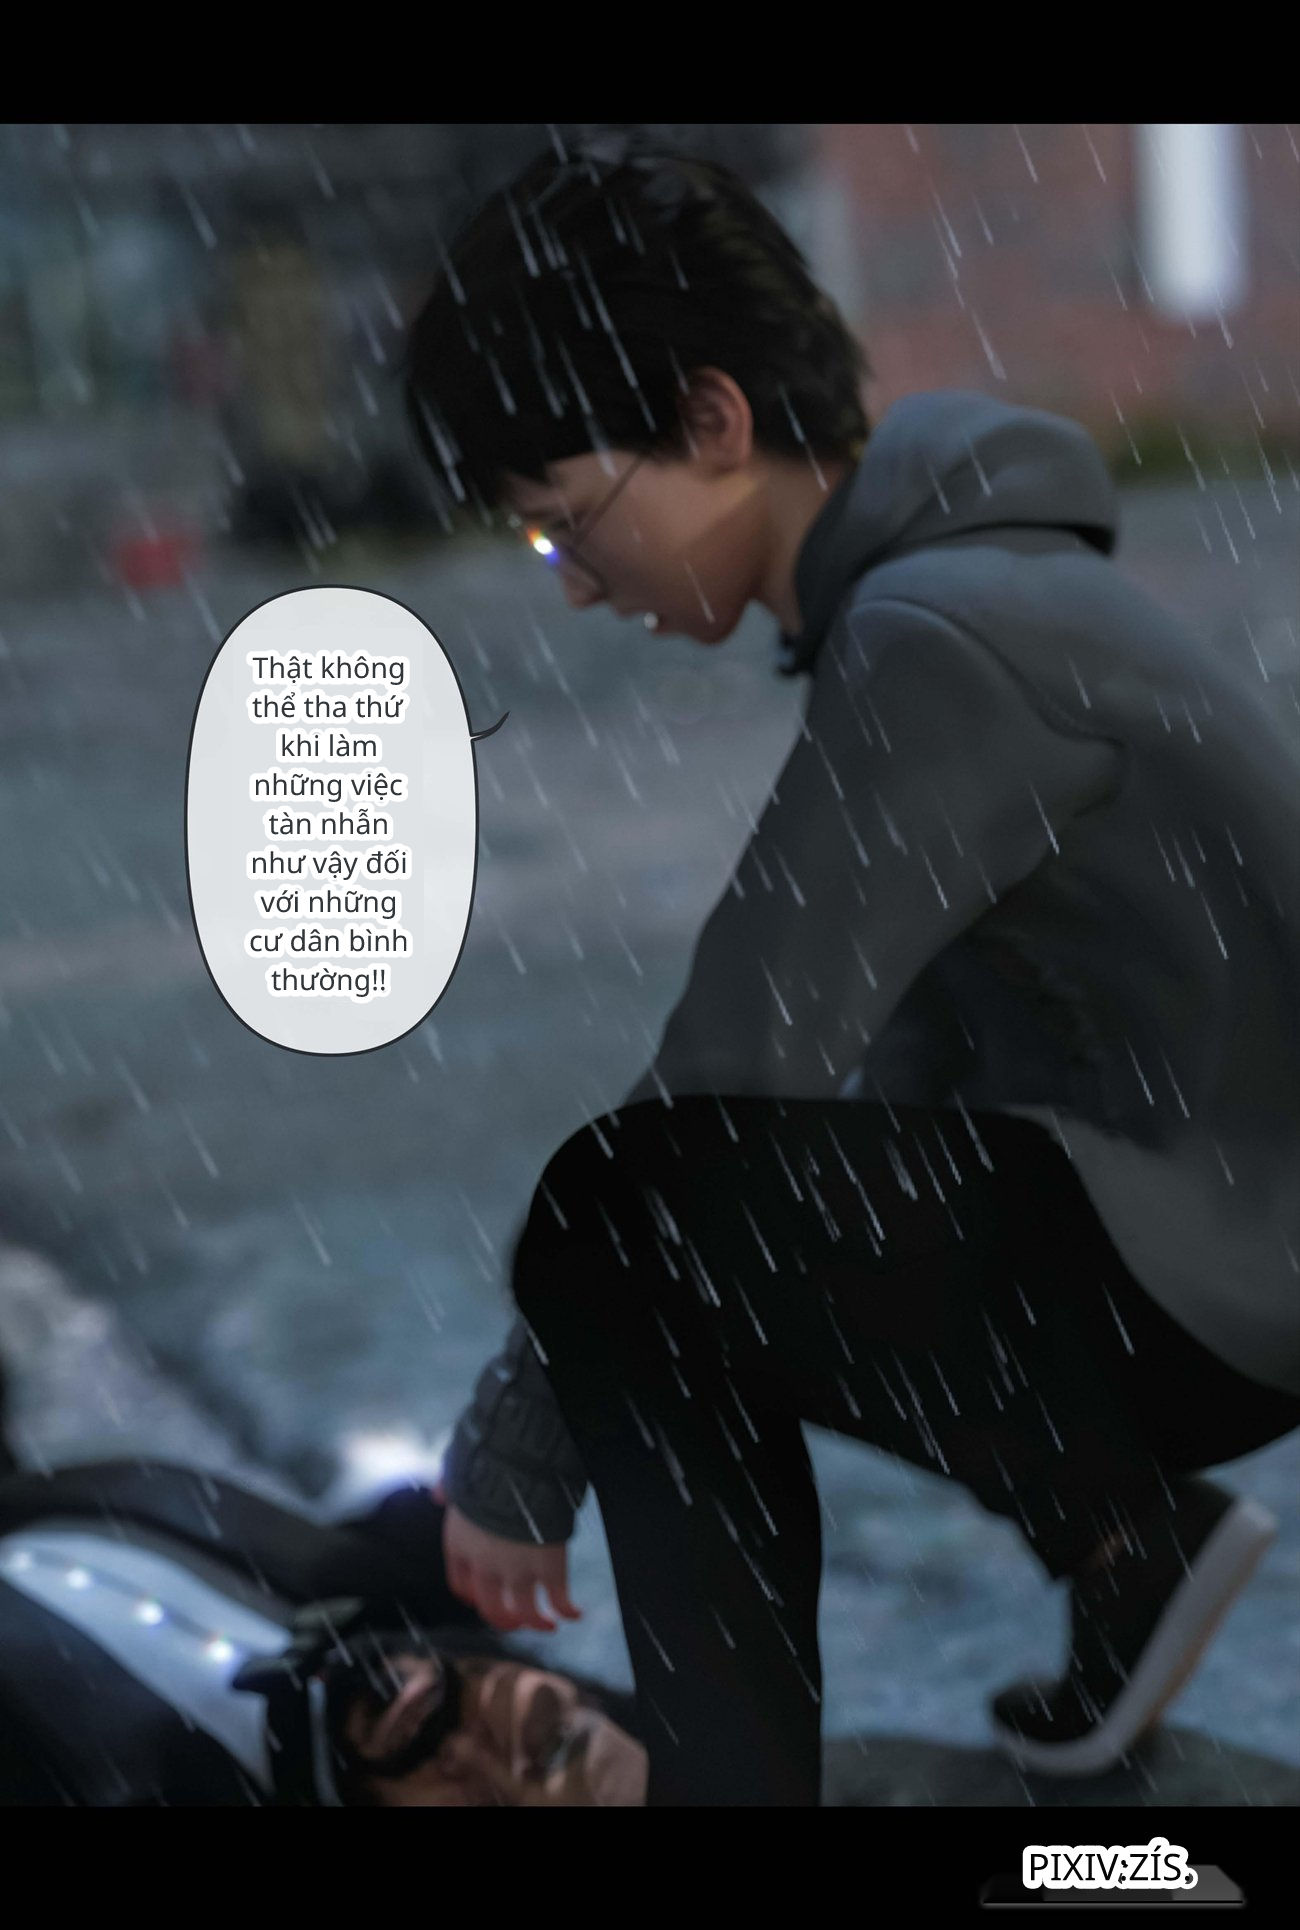 Thật không
thể tha thứ
khi làm
những việc
tàn nhẫn
như vậy đối
với những
cư dân bình
thường!!
PIXIV:ZÍS.